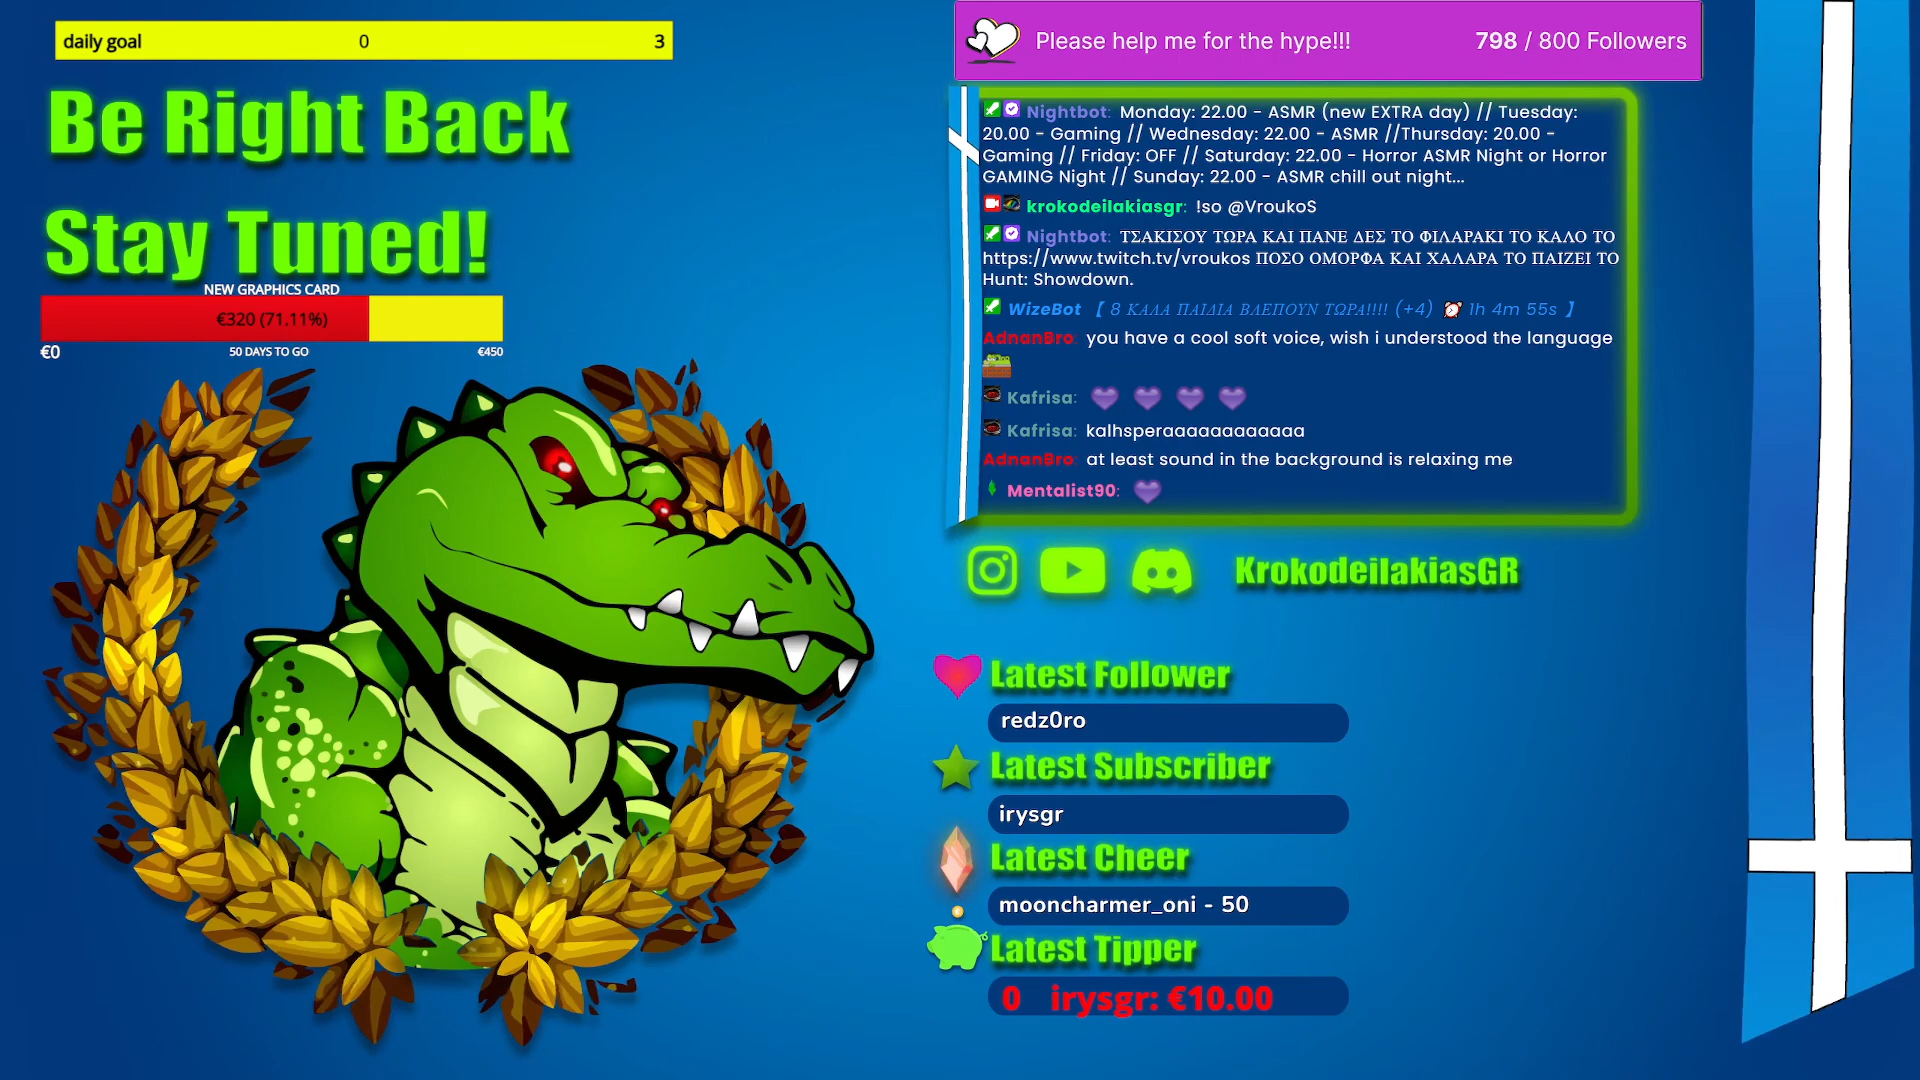 daily goal 0 3
Be Right Back
Stay Tuned!
NEW GRAPHICS CARD
€320 (71.11%)
€0 50 DAYS TO GO €450
Please help me for the hype!!! 798 / 800 Followers
Nightbot: Monday: 22.00 - ASMR (new EXTRA day) // Tuesday:
20.00 - Gaming // Wednesday: 22.00 - ASMR //Thursday: 20.00 -
Gaming // Friday: OFF // Saturday: 22.00 - Horror ASMR Night or Horror
GAMING Night // Sunday: 22.00 - ASMR chill out night...
krokodeilakiasgr: !so @VroukoS
Nightbot: ΤΣΑΚΙΣΟΥ ΤΩΡΑ ΚΑΙ ΠΑΝΕ ΔΕΣ ΤΟ ΦΙΛΑΡΑΚΙ ΤΟ ΚΑΛΟ ΤΟ
https://www.twitch.tv/vroukos ΠΟΣΟ ΟΜΟΡΦΑ ΚΑΙ ΧΑΛΑΡΑ ΤΟ ΠΑΙΖΕΙ ΤΟ
Hunt: Showdown.
WizeBot 【 8 ΚΑΛΑ ΠΑΙΔΙΑ ΒΛΕΠΟΥΝ ΤΩΡΑ!!!! (+4) ⏰ 1h 4m 55s 】
AdnanBro: you have a cool soft voice, wish i understood the language
Kafrisa: 💜 💜 💜 💜
Kafrisa: kalhsperaaaaaaaaaaaa
AdnanBro: at least sound in the background is relaxing me
Mentalist90: 💜
KrokodeilakiasGR
Latest Follower
redz0ro
Latest Subscriber
irysgr
Latest Cheer
mooncharmer_oni - 50
Latest Tipper
0 irysgr: €10.00